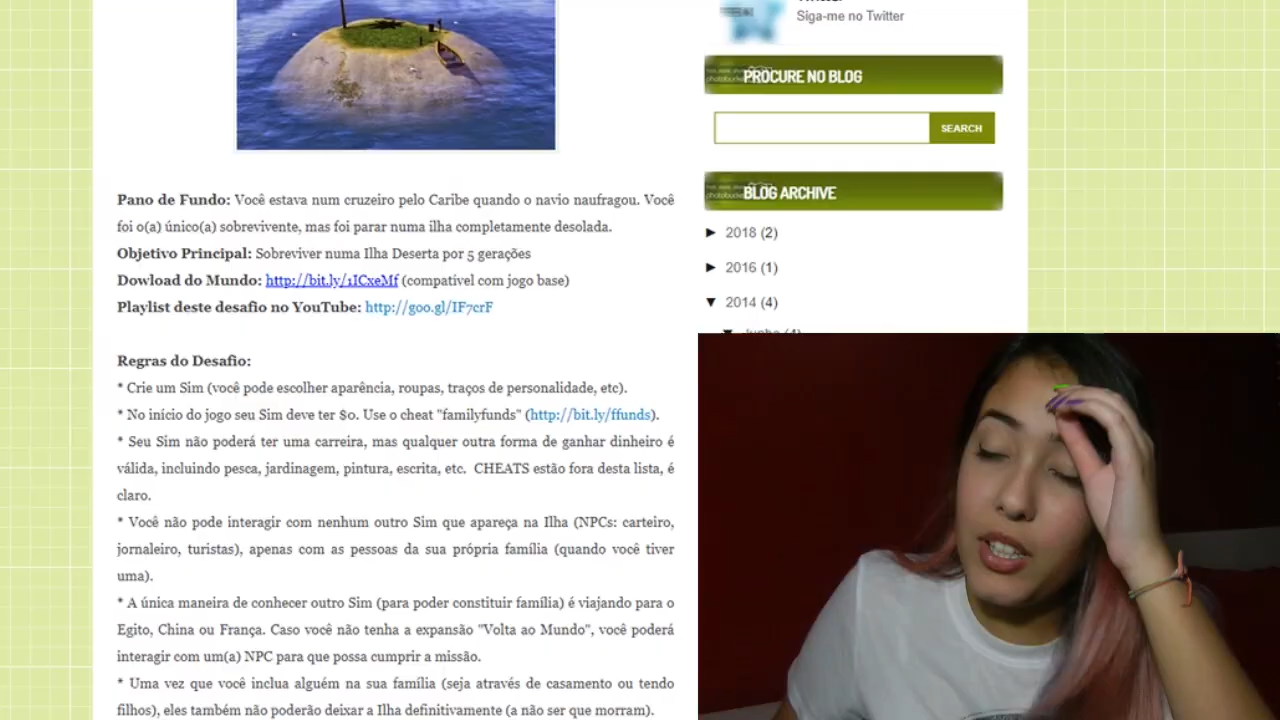 Siga-me no Twitter
PROCURE NO BLOG
SEARCH
BLOG ARCHIVE
► 2018 (2)
► 2016 (1)
▼ 2014 (4)
Pano de Fundo: Você estava num cruzeiro pelo Caribe quando o navio naufragou. Você
foi o(a) único(a) sobrevivente, mas foi parar numa ilha completamente desolada.
Objetivo Principal: Sobreviver numa Ilha Deserta por 5 gerações
Dowload do Mundo: http://bit.ly/1ICxeMf (compatível com jogo base)
Playlist deste desafio no YouTube: http://goo.gl/IF7crF
Regras do Desafio:
* Crie um Sim (você pode escolher aparência, roupas, traços de personalidade, etc).
* No início do jogo seu Sim deve ter $0. Use o cheat "familyfunds" (http://bit.ly/ffunds).
* Seu Sim não poderá ter uma carreira, mas qualquer outra forma de ganhar dinheiro é
válida, incluindo pesca, jardinagem, pintura, escrita, etc. CHEATS estão fora desta lista, é
claro.
* Você não pode interagir com nenhum outro Sim que apareça na Ilha (NPCs: carteiro,
jornaleiro, turistas), apenas com as pessoas da sua própria família (quando você tiver
uma).
* A única maneira de conhecer outro Sim (para poder constituir família) é viajando para o
Egito, China ou França. Caso você não tenha a expansão "Volta ao Mundo", você poderá
interagir com um(a) NPC para que possa cumprir a missão.
* Uma vez que você inclua alguém na sua família (seja através de casamento ou tendo
filhos), eles também não poderão deixar a Ilha definitivamente (a não ser que morram).